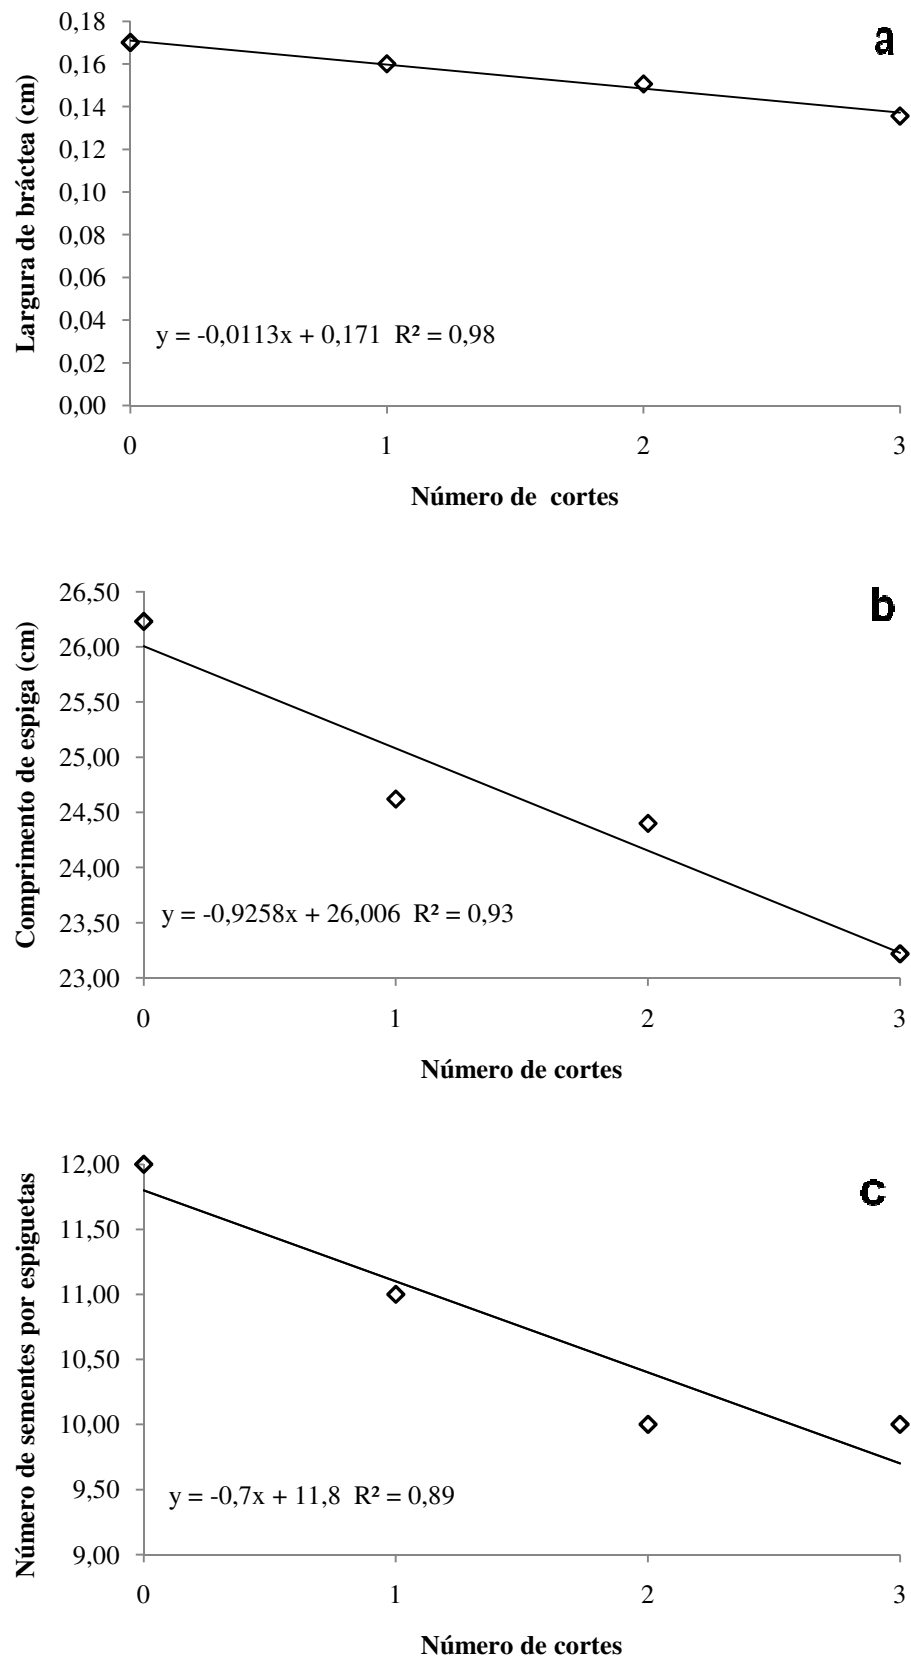 a
Largura de bráctea (cm)
0,18
0,16
0,14
0,12
0,10
0,08
0,06
0,04
0,02
0,00
y = -0,0113x + 0,171 R² = 0,98
0 1 2 3
Número de cortes
b
Comprimento de espiga (cm)
26,50
26,00
25,50
25,00
24,50
24,00
23,50
23,00
y = -0,9258x + 26,006 R² = 0,93
0 1 2 3
Número de cortes
c
Número de sementes por espiguetas
12,00
11,50
11,00
10,50
10,00
9,50
9,00
y = -0,7x + 11,8 R² = 0,89
0 1 2 3
Número de cortes